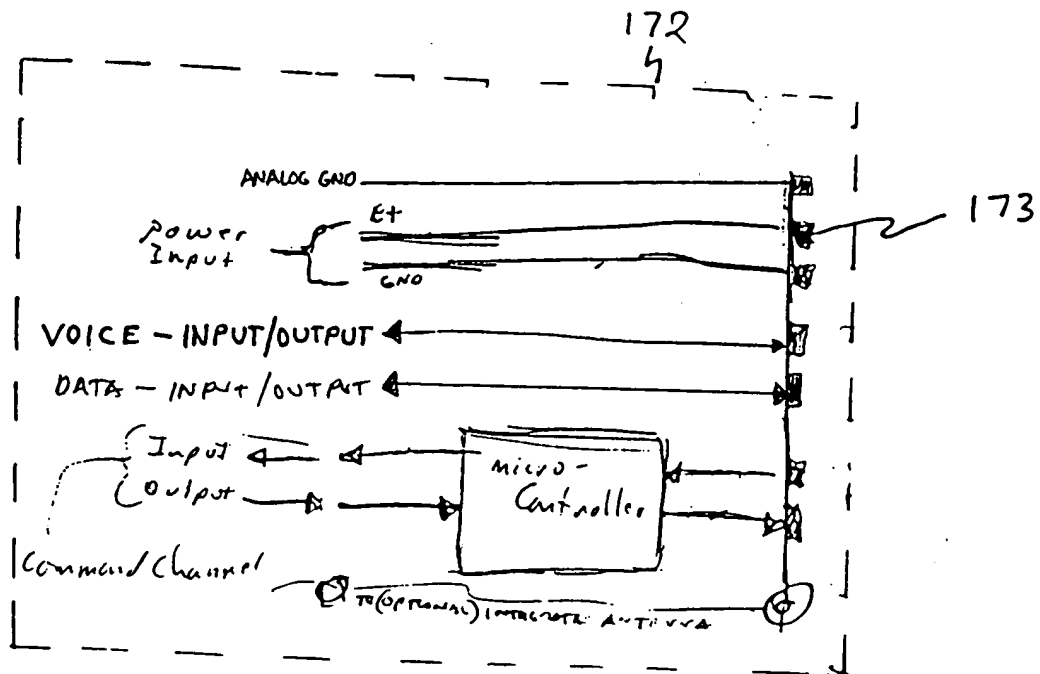 172
ANALOG GND
173
E+
Power
Input
GND
VOICE - INPUT/OUTPUT
DATA - INPUT/OUTPUT
Input
Output
Micro-
Controller
Command Channel
TO (OPTIONAL) INTEGRATE ANTENNA